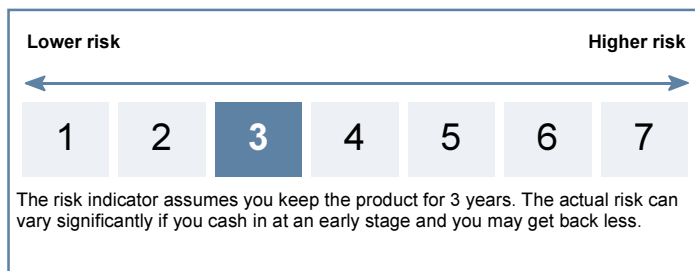 Lower risk Higher risk
1 2 3 4 5 6 7
The risk indicator assumes you keep the product for 3 years. The actual risk can
vary significantly if you cash in at an early stage and you may get back less.